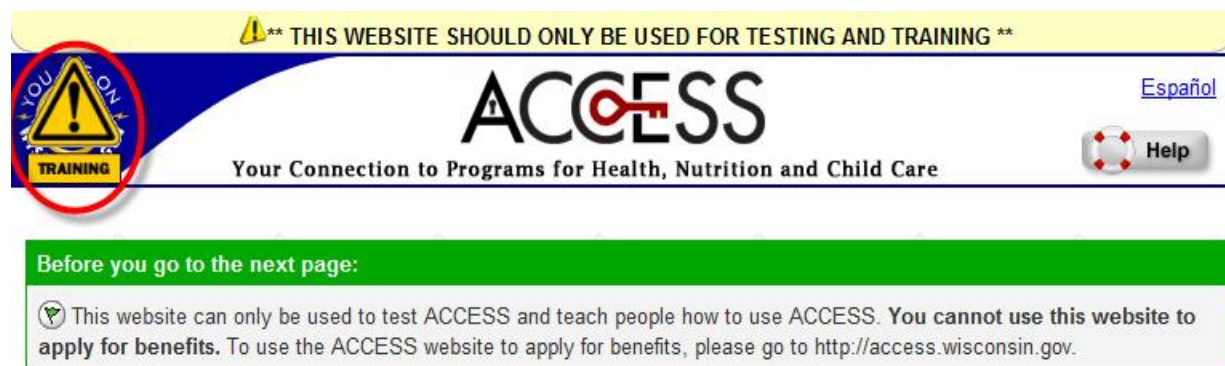 ** THIS WEBSITE SHOULD ONLY BE USED FOR TESTING AND TRAINING **
YOU ON
TRAINING
ACCESS
Your Connection to Programs for Health, Nutrition and Child Care
Español
Help
Before you go to the next page:
This website can only be used to test ACCESS and teach people how to use ACCESS. You cannot use this website to
apply for benefits. To use the ACCESS website to apply for benefits, please go to http://access.wisconsin.gov.